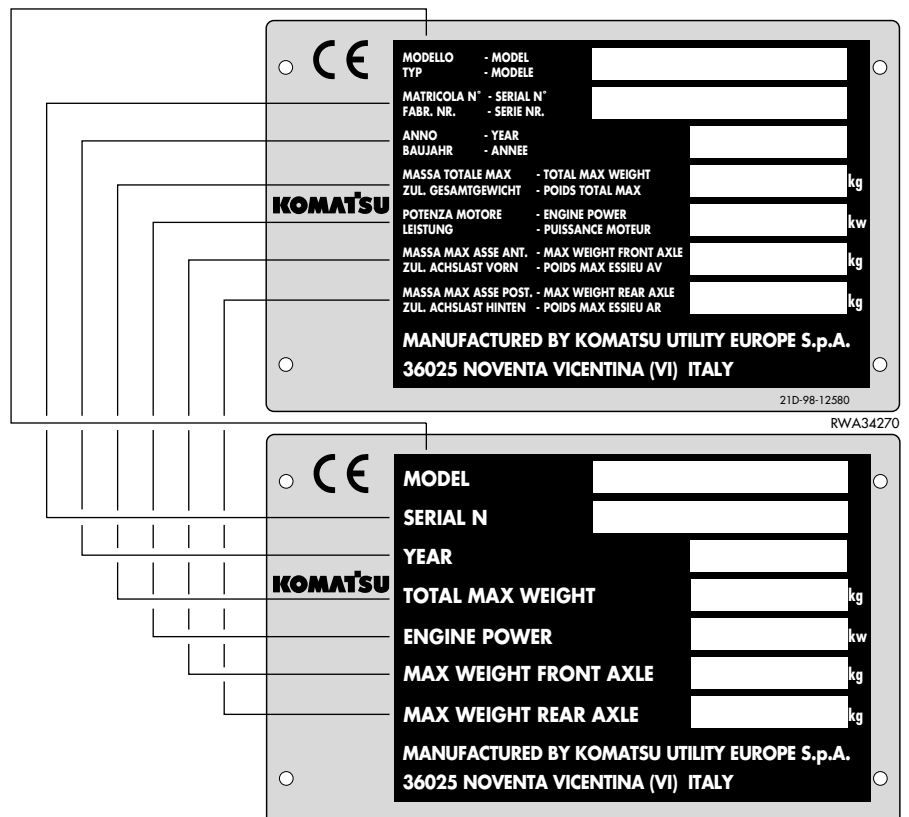 CE
MODELLO - MODEL
TYP - MODELE
MATRICOLA N° - SERIAL N°
FABR. NR. - SERIE NR.
ANNO - YEAR
BAUJAHR - ANNEE
MASSA TOTALE MAX - TOTAL MAX WEIGHT
ZUL. GESAMTGEWICHT - POIDS TOTAL MAX
kg
KOMATSU
POTENZA MOTORE - ENGINE POWER
LEISTUNG - PUISSANCE MOTEUR
kw
MASSA MAX ASSE ANT. - MAX WEIGHT FRONT AXLE
ZUL. ACHSLAST VORN - POIDS MAX ESSIEU AV
kg
MASSA MAX ASSE POST. - MAX WEIGHT REAR AXLE
ZUL. ACHSLAST HINTEN - POIDS MAX ESSIEU AR
kg
MANUFACTURED BY KOMATSU UTILITY EUROPE S.p.A.
36025 NOVENTA VICENTINA (VI) ITALY
21D-98-12580
RWA34270
CE
MODEL
SERIAL N
YEAR
KOMATSU
TOTAL MAX WEIGHT kg
ENGINE POWER kw
MAX WEIGHT FRONT AXLE kg
MAX WEIGHT REAR AXLE kg
MANUFACTURED BY KOMATSU UTILITY EUROPE S.p.A.
36025 NOVENTA VICENTINA (VI) ITALY